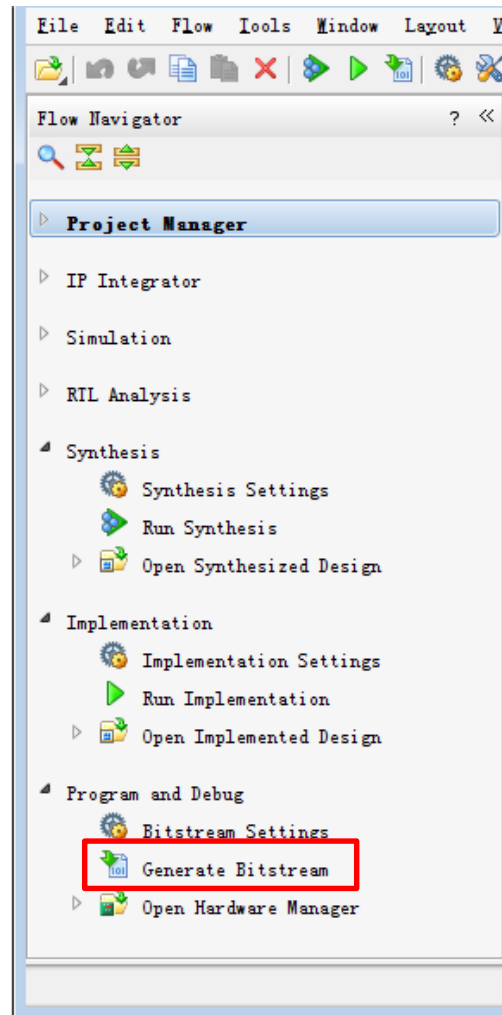 File Edit Flow Tools Window Layout
Flow Navigator ? «
Project Manager
IP Integrator
Simulation
RTL Analysis
Synthesis
Synthesis Settings
Run Synthesis
Open Synthesized Design
Implementation
Implementation Settings
Run Implementation
Open Implemented Design
Program and Debug
Bitstream Settings
Generate Bitstream
Open Hardware Manager